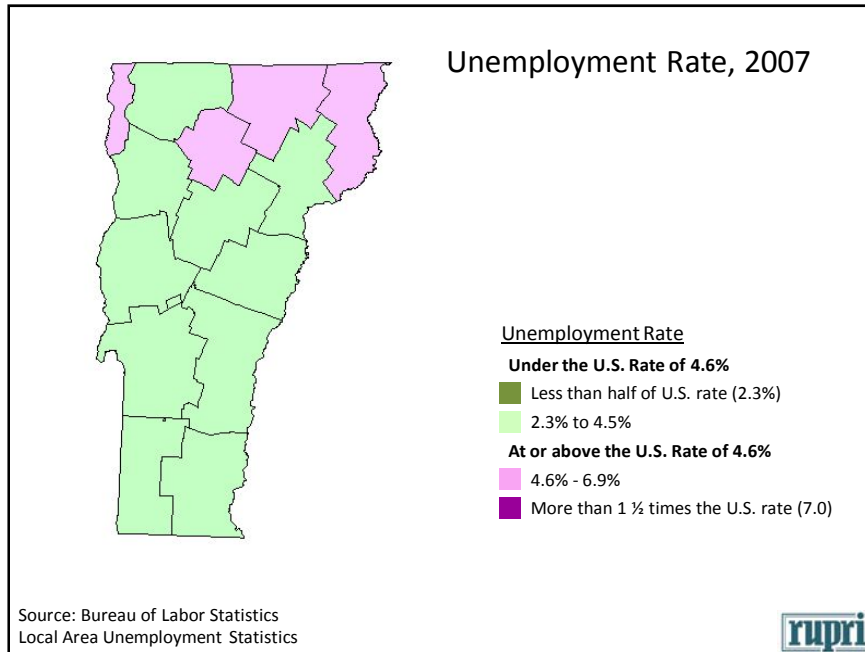 Unemployment Rate, 2007
Unemployment Rate
Under the U.S. Rate of 4.6%
Less than half of U.S. rate (2.3%)
2.3% to 4.5%
At or above the U.S. Rate of 4.6%
4.6% - 6.9%
More than 1 ½ times the U.S. rate (7.0)
Source: Bureau of Labor Statistics
Local Area Unemployment Statistics
rupri